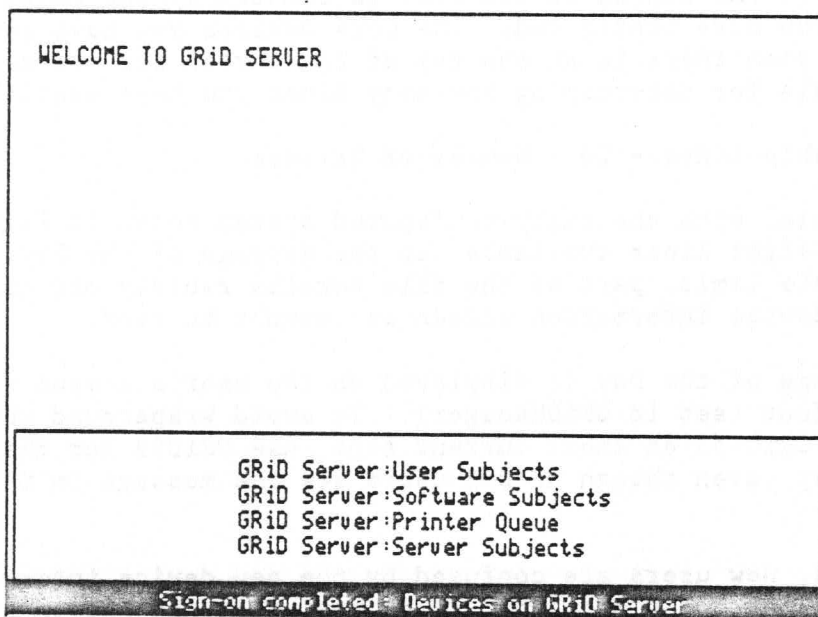 WELCOME TO GRiD SERVER
GRiD Server:User Subjects
GRiD Server:Software Subjects
GRiD Server:Printer Queue
GRiD Server:Server Subjects
Sign-on completed: Devices on GRiD Server